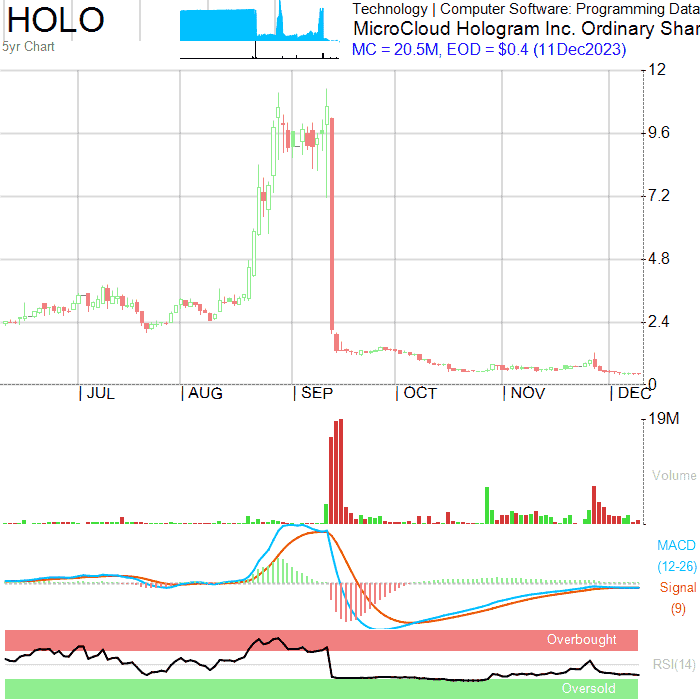 HOLO
5yr Chart
Technology | Computer Software: Programming Data
MicroCloud Hologram Inc. Ordinary Shar
MC = 20.5M, EOD = $0.4 (11Dec2023)
12
9.6
7.2
4.8
2.4
0
JUL
AUG
SEP
OCT
NOV
DEC
19M
Volume
MACD
(12-26)
Signal
(9)
Overbought
RSI(14)
Oversold